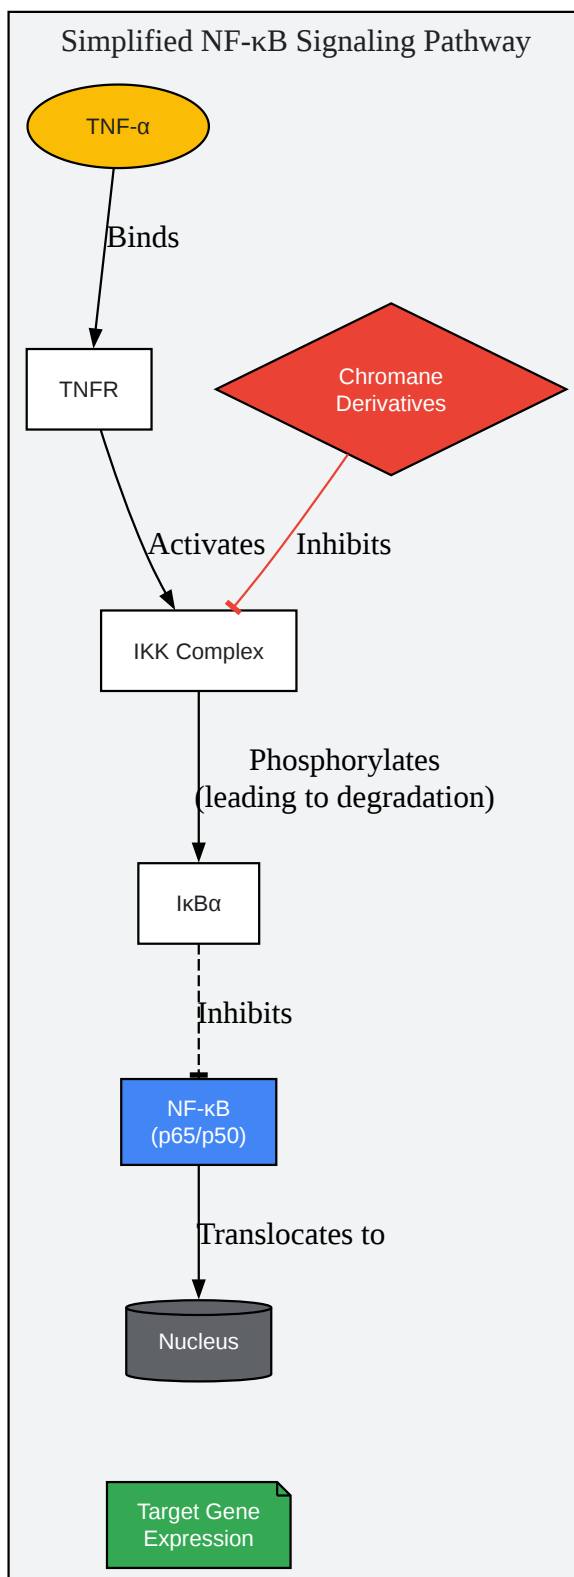 Simplified NF-κB Signaling Pathway
TNF-α
Binds
TNFR
Chromane
Derivatives
Activates
Inhibits
IKK Complex
Phosphorylates
(leading to degradation)
IκBα
Inhibits
NF-κB
(p65/p50)
Translocates to
Nucleus
Target Gene
Expression